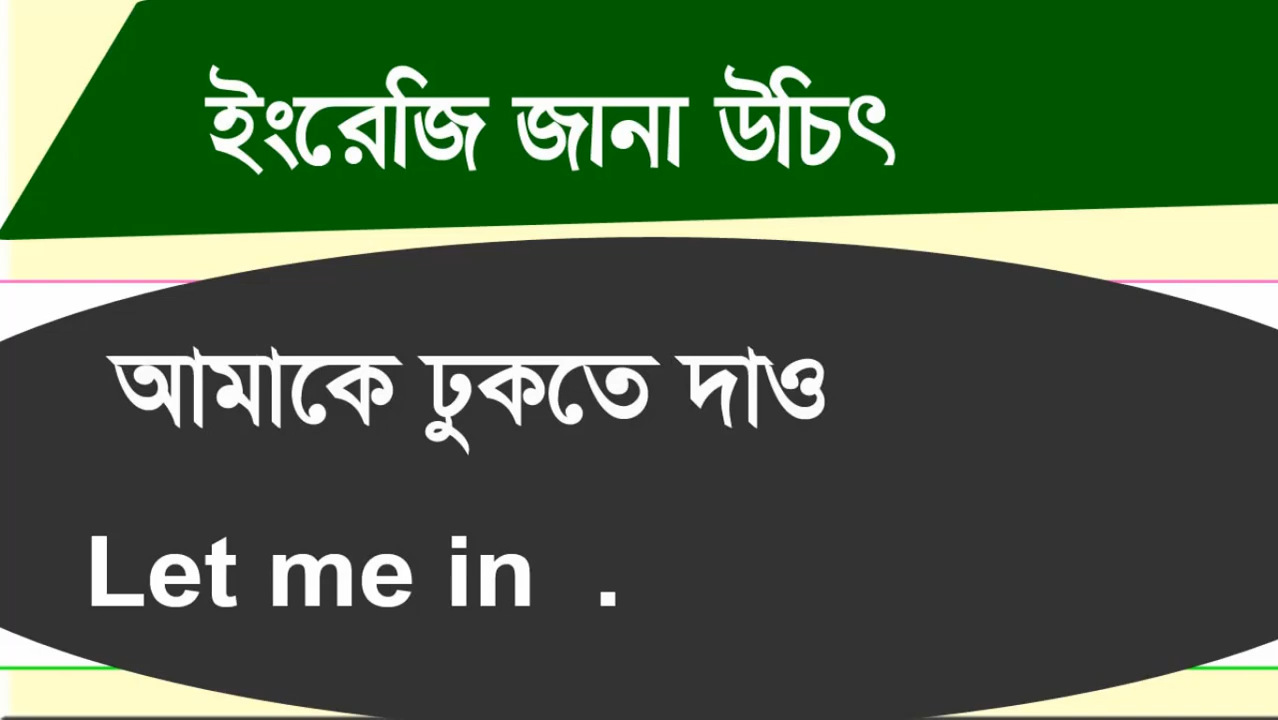 ইংরেজি জানা উচিৎ
আমাকে ঢুকতে দাও
Let me in .